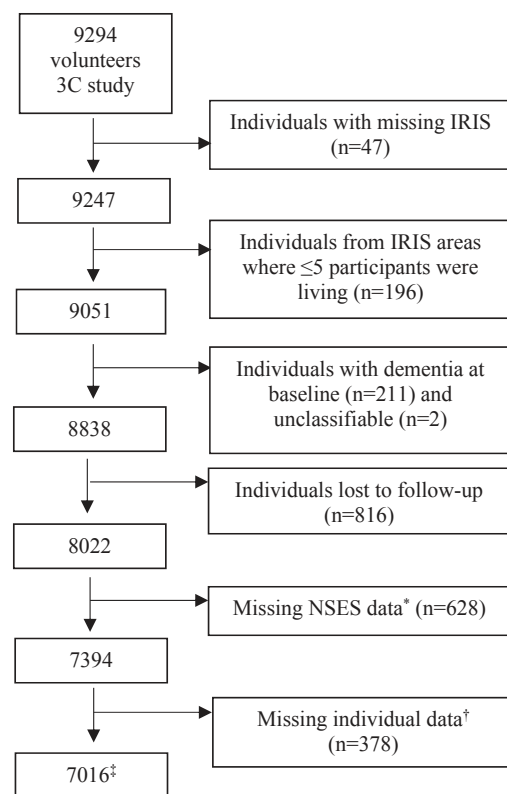 9294
volunteers
3C study
Individuals with missing IRIS
(n=47)
9247
Individuals from IRIS areas
where ≤5 participants were
living (n=196)
9051
Individuals with dementia at
baseline (n=211) and
unclassifiable (n=2)
8838
Individuals lost to follow-up
(n=816)
8022
Missing NSES data* (n=628)
7394
Missing individual data†
(n=378)
7016‡